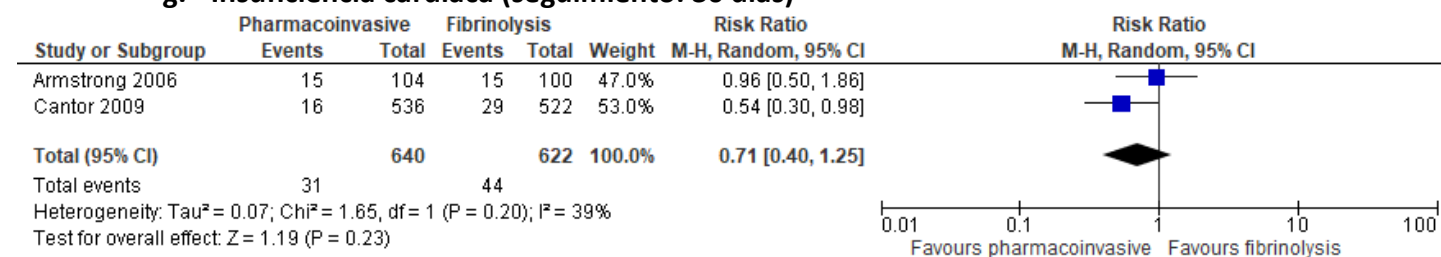 g. Insuficiencia cardíaca (seguimiento: 30 días)
Pharmacoinvasive Fibrinolysis Risk Ratio Risk Ratio
Study or Subgroup Events Total Events Total Weight M-H, Random, 95% CI M-H, Random, 95% CI
Armstrong 2006 15 104 15 100 47.0% 0.96 [0.50, 1.86]
Cantor 2009 16 536 29 522 53.0% 0.54 [0.30, 0.98]
Total (95% CI) 640 622 100.0% 0.71 [0.40, 1.25]
Total events 31 44
Heterogeneity: Tau² = 0.07; Chi² = 1.65, df = 1 (P = 0.20); I² = 39%
Test for overall effect: Z = 1.19 (P = 0.23)
0.01 0.1 1 10 100
Favours pharmacoinvasive Favours fibrinolysis